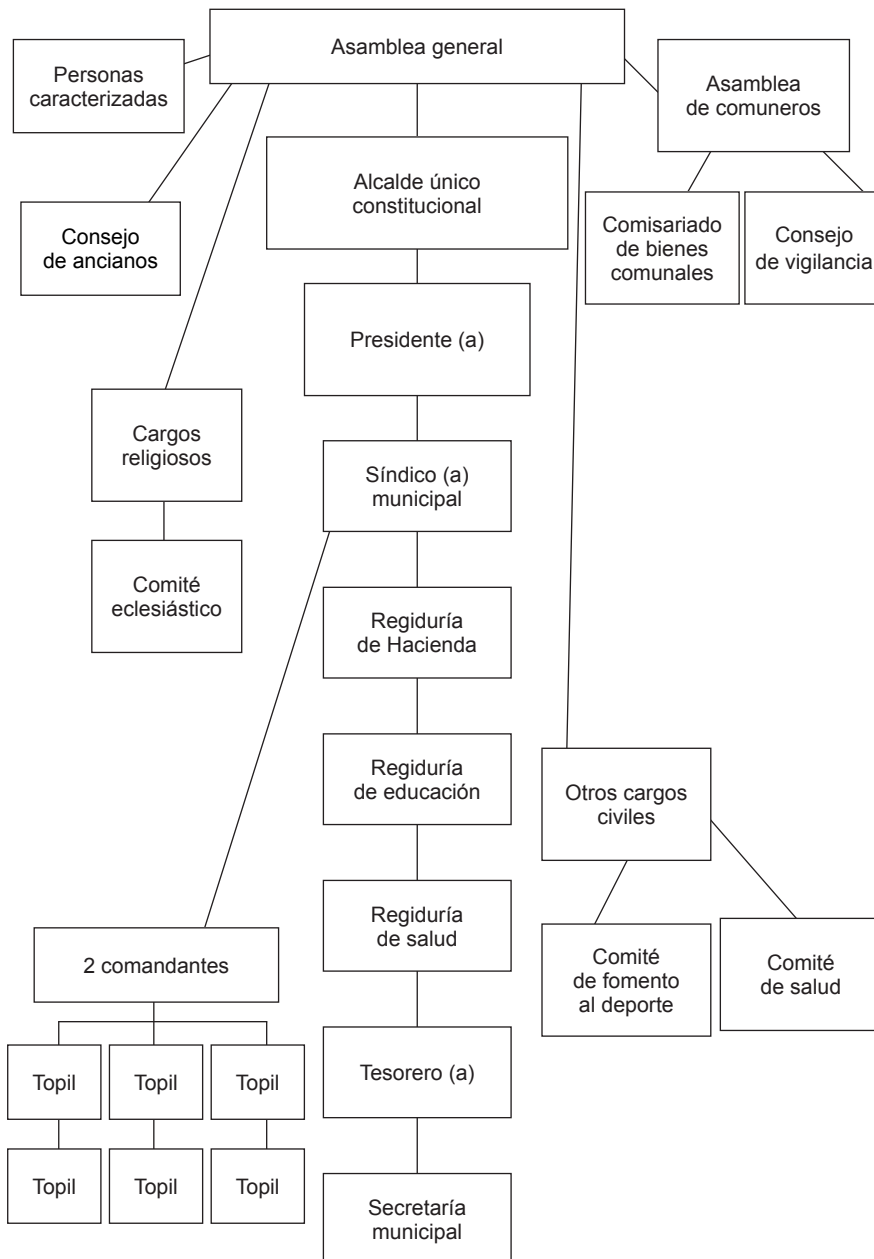 Asamblea general
Personas
caracterizadas
Asamblea
de comuneros
Alcalde único
constitucional
Consejo
de ancianos
Comisariado
de bienes
comunales
Consejo
de vigilancia
Presidente (a)
Cargos
religiosos
Síndico (a)
municipal
Comité
eclesiástico
Regiduría
de Hacienda
Regiduría
de educación
Otros cargos
civiles
Regiduría
de salud
2 comandantes
Comité
de fomento
al deporte
Comité
de salud
Topil
Topil
Topil
Tesorero (a)
Topil
Topil
Topil
Secretaría
municipal